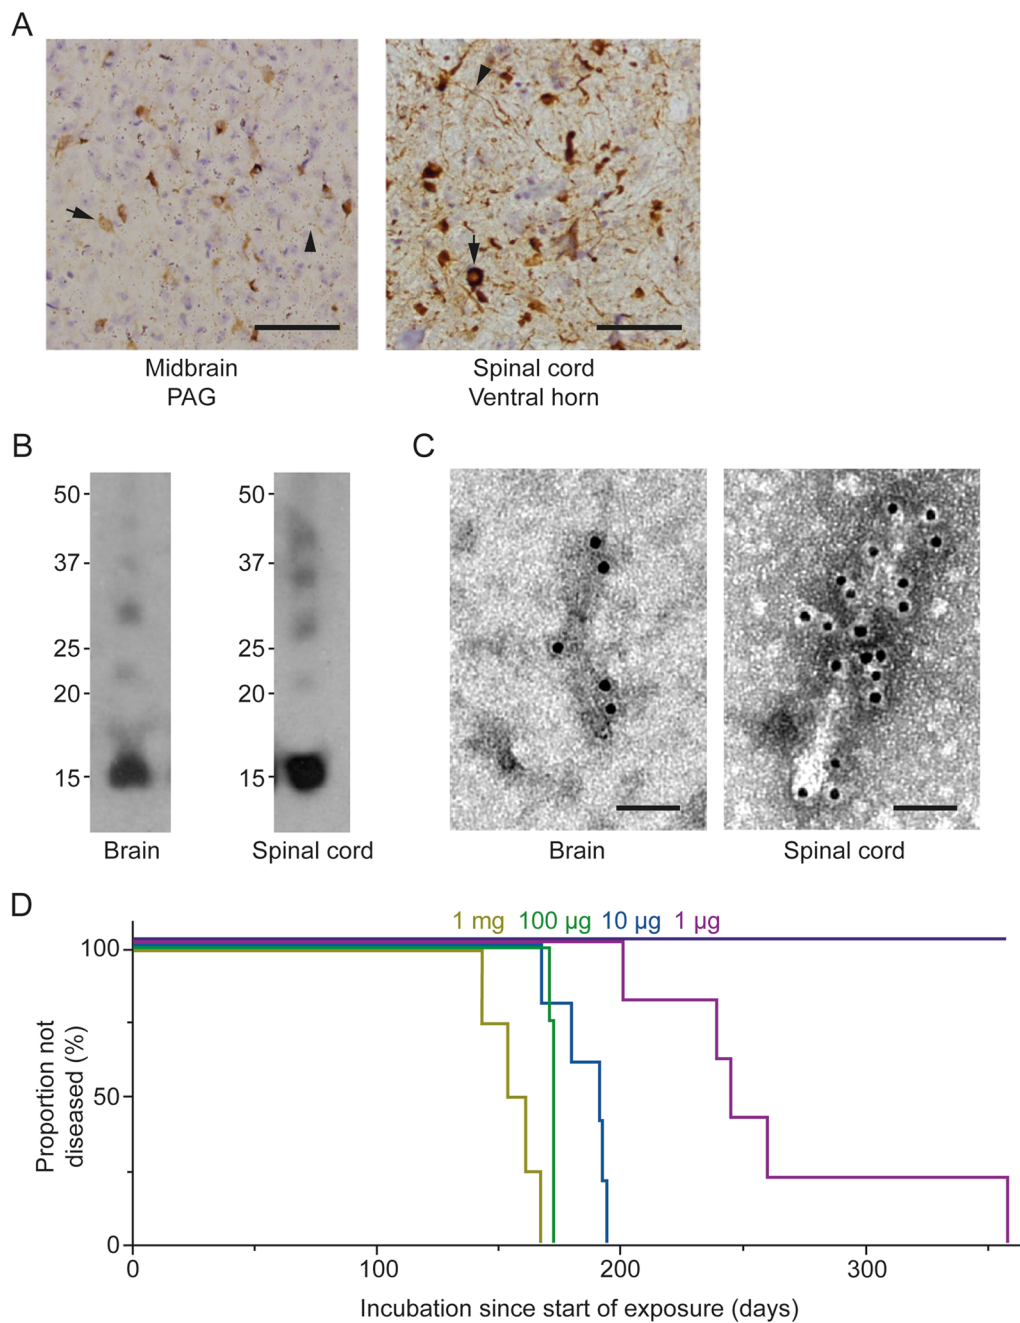 A
Midbrain
PAG
Spinal cord
Ventral horn
B
50
37
25
20
15
Brain
50
37
25
20
15
Spinal cord
C
Brain
Spinal cord
D
1 mg 100 µg 10 µg 1 µg
100
50
0
Proportion not
diseased (%)
0 100 200 300
Incubation since start of exposure (days)